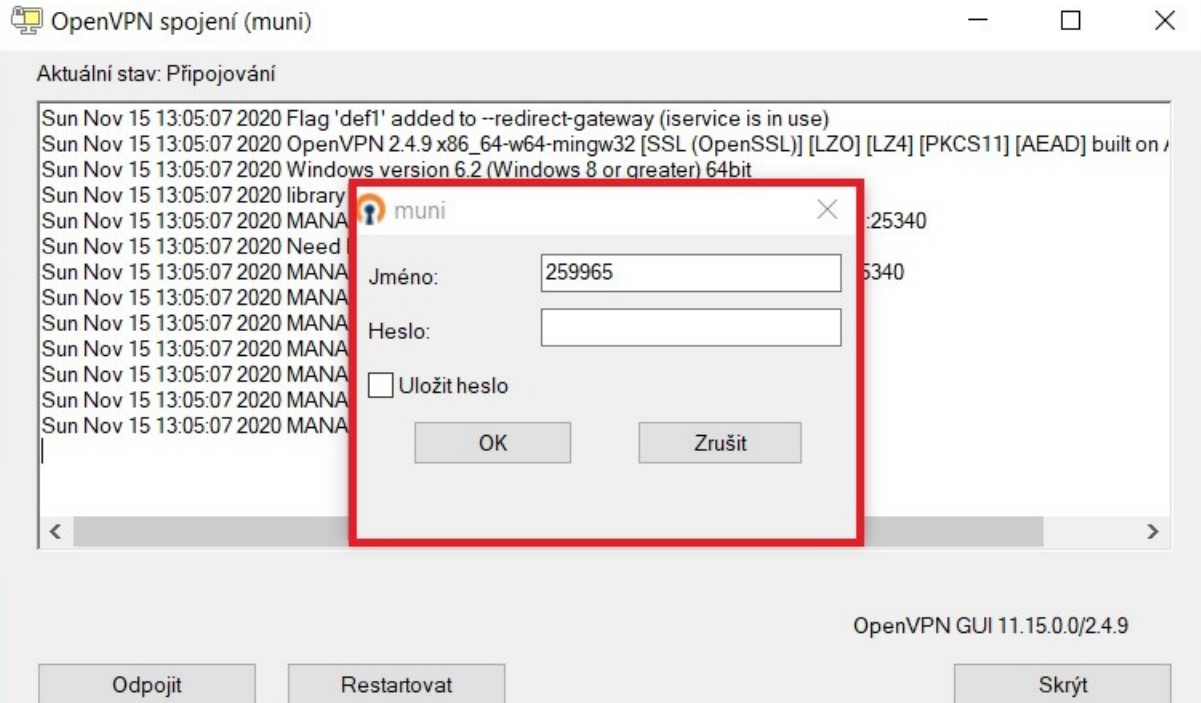 OpenVPN spojení (muni)
Aktuální stav: Připojování
Sun Nov 15 13:05:07 2020 Flag 'def1' added to --redirect-gateway (iservice is in use)
Sun Nov 15 13:05:07 2020 OpenVPN 2.4.9 x86_64-w64-mingw32 [SSL (OpenSSL)] [LZO] [LZ4] [PKCS11] [AEAD] built on
Sun Nov 15 13:05:07 2020 Windows version 6.2 (Windows 8 or greater) 64bit
Sun Nov 15 13:05:07 2020 library
Sun Nov 15 13:05:07 2020 MANA :25340
Sun Nov 15 13:05:07 2020 Need
Sun Nov 15 13:05:07 2020 MANA 5340
Sun Nov 15 13:05:07 2020 MANA
Sun Nov 15 13:05:07 2020 MANA
Sun Nov 15 13:05:07 2020 MANA
Sun Nov 15 13:05:07 2020 MANA
Sun Nov 15 13:05:07 2020 MANA
Sun Nov 15 13:05:07 2020 MANA
muni
Jméno: 259965
Heslo:
Uložit heslo
OK Zrušit
OpenVPN GUI 11.15.0.0/2.4.9
Odpojit Restartovat Skrýt